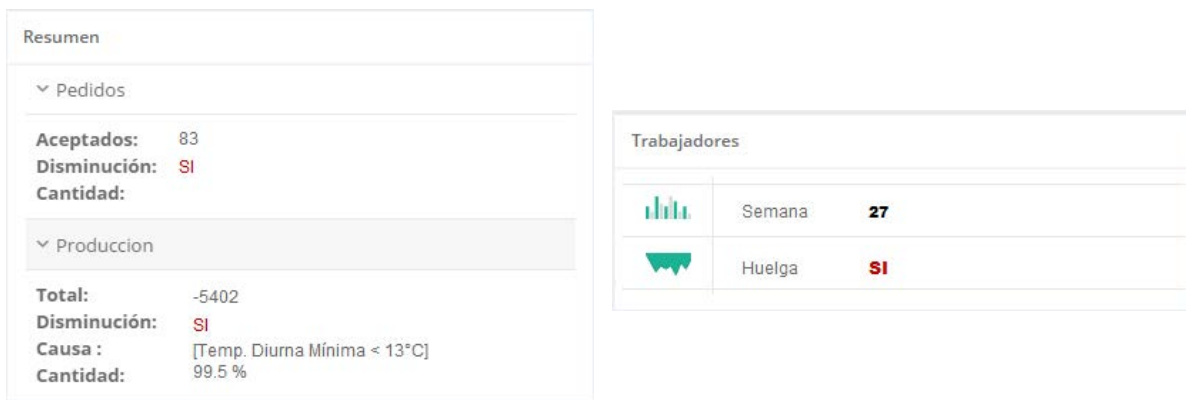 Resumen
Pedidos
Aceptados: 83
Disminución: SI
Cantidad:
Produccion
Total: -5402
Disminución: SI
Causa : [Temp. Diurna Mínima < 13°C]
Cantidad: 99.5 %
Trabajadores
Semana 27
Huelga SI